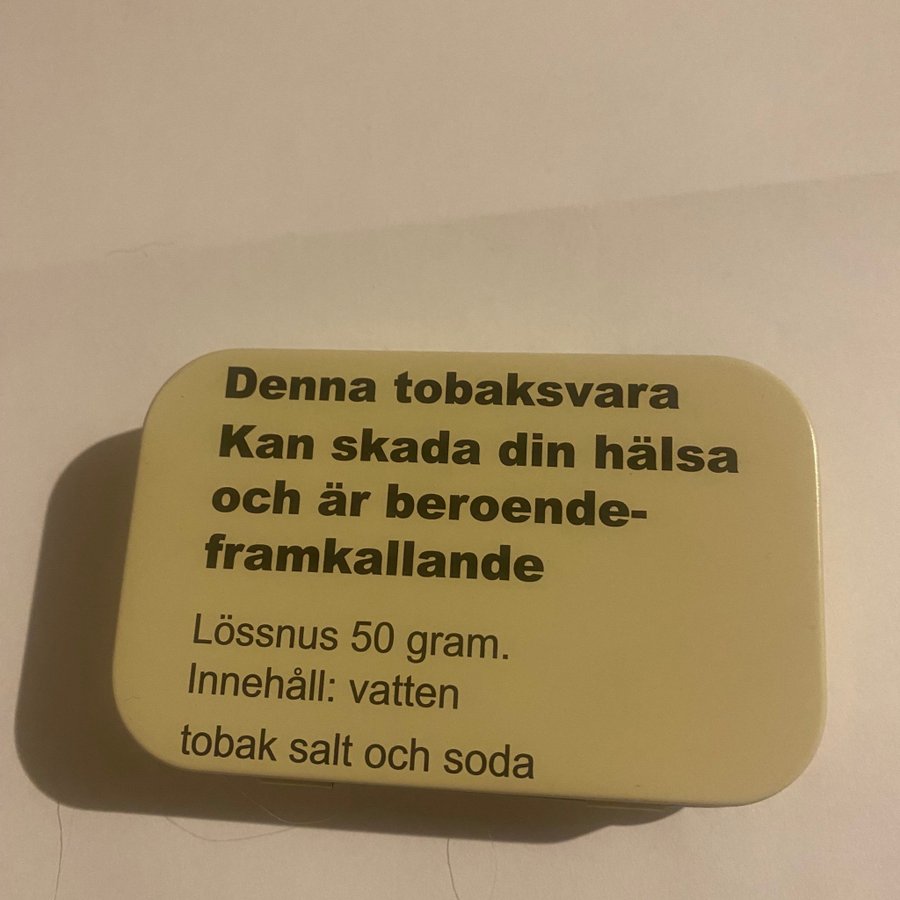 Denna tobaksvara
Kan skada din hälsa
och är beroende-
framkallande
Lössnus 50 gram.
Innehåll: vatten
tobak salt och soda